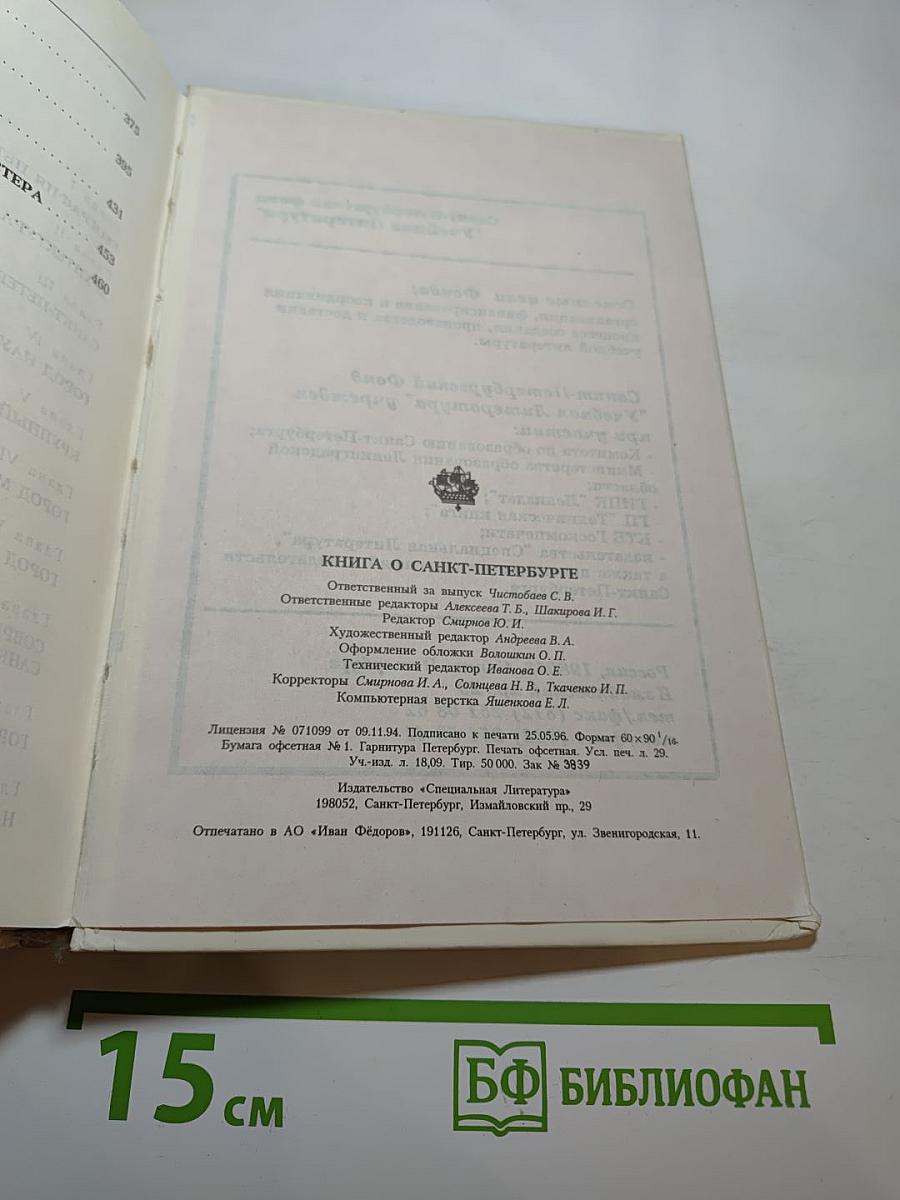 375
395
431
ТЕРА
453
460
КНИГА О САНКТ-ПЕТЕРБУРГЕ
Ответственный за выпуск Чистобаев С. В.
Ответственные редакторы Алексеева Т. Б., Шакирова И. Г.
Редактор Смирнов Ю. И.
Художественный редактор Андреева В. А.
Оформление обложки Волошкин О. П.
Технический редактор Иванова О. Е.
Корректоры Смирнова И. А., Солнцева Н. В., Ткаченко И. П.
Компьютерная верстка Яшенкова Е. Л.
Лицензия № 071099 от 09.11.94. Подписано к печати 25.05.96. Формат 60×90 1/16.
Бумага офсетная № 1. Гарнитура Петербург. Печать офсетная. Усл. печ. л. 29.
Уч.-изд. л. 18,09. Тир. 50 000. Зак № 3839
Издательство «Специальная Литература»
198052, Санкт-Петербург, Измайловский пр., 29
Отпечатано в АО «Иван Фёдоров», 191126, Санкт-Петербург, ул. Звенигородская, 11.
15 см
БФ БИБЛИОФАН